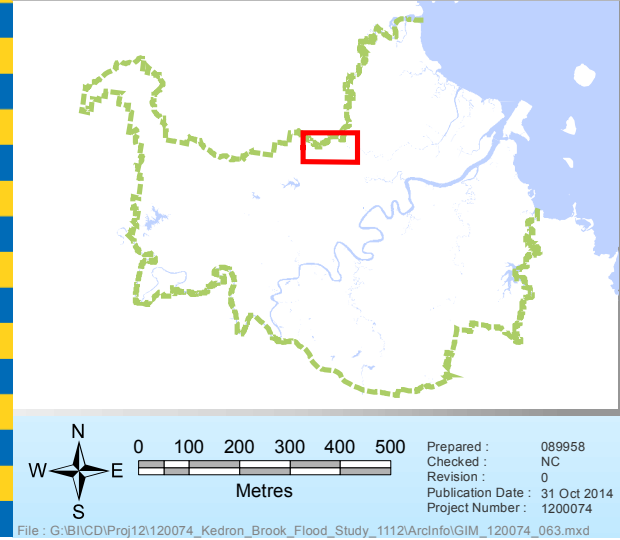 N
W E
S
0 100 200 300 400 500
Metres
Prepared : 089958
Checked : NC
Revision : 0
Publication Date : 31 Oct 2014
Project Number : 1200074
File : G:\BI\CD\Proj12\120074_Kedron_Brook_Flood_Study_1112\ArcInfo\GIM_120074_063.mxd